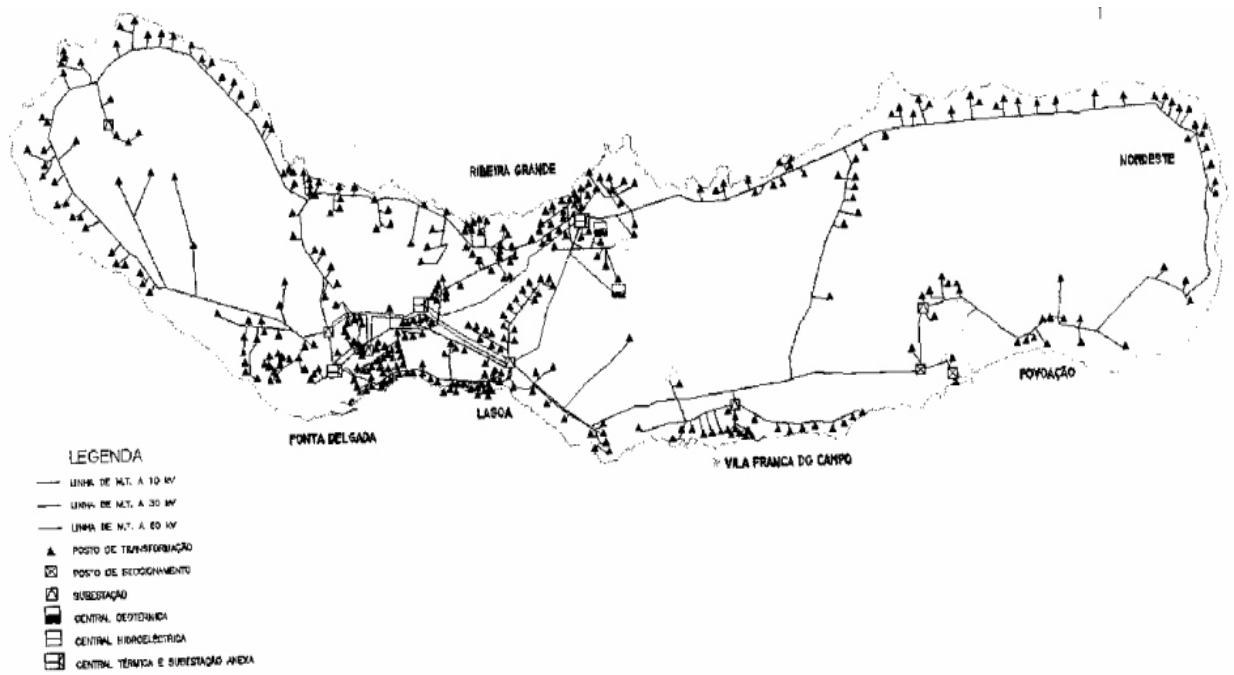 RIBEIRA GRANDE
NORDESTE
POVOAÇÃO
LAGOA
PONTA DELGADA
VILA FRANCA DO CAMPO
LEGENDA
LINHA DE M.T. A 10 kV
LINHA DE M.T. A 30 kV
LINHA DE M.T. A 60 kV
POSTO DE TRANSFORMAÇÃO
POSTO DE SECCIONAMENTO
SUBESTAÇÃO
CENTRAL GEOTÉRMICA
CENTRAL HIDROELÉCTRICA
CENTRAL TÉRMICA E SUBESTAÇÃO ANEXA